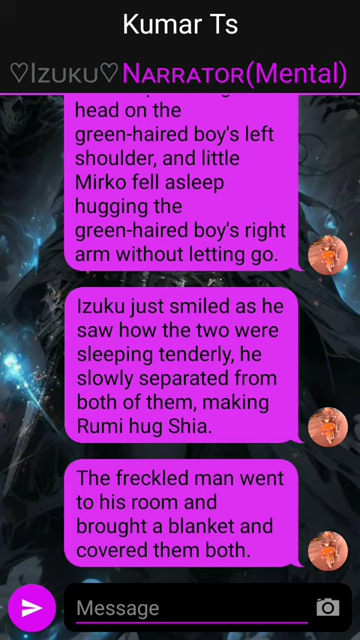 Kumar Ts
♡Izuku♡Narrator(Mental)
head on the
green-haired boy's left
shoulder, and little
Mirko fell asleep
hugging the
green-haired boy's right
arm without letting go.
Izuku just smiled as he
saw how the two were
sleeping tenderly, he
slowly separated from
both of them, making
Rumi hug Shia.
The freckled man went
to his room and
brought a blanket and
covered them both.
Message